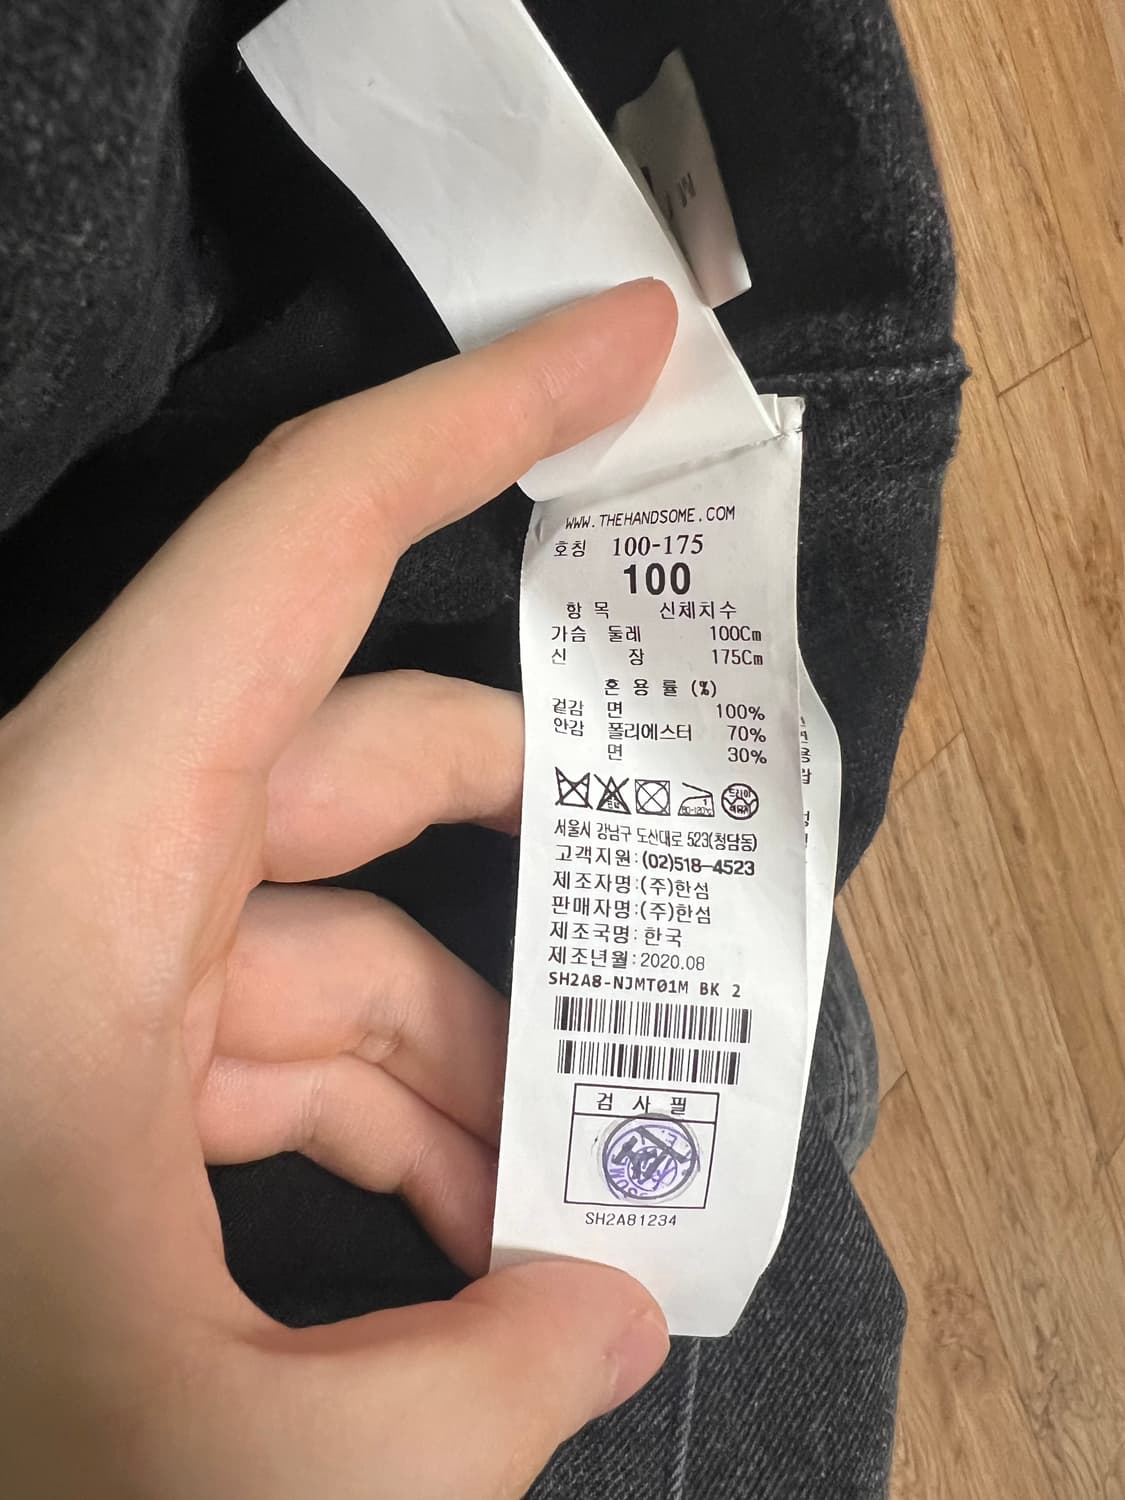 WWW.THEHANDSOME.COM
호칭 100-175
100
항 목 신체치수
가슴 둘레 100Cm
신 장 175Cm
혼 용 률 (%)
겉감 면 100%
안감 폴리에스터 70%
면 30%
서울시 강남구 도산대로 523(청담동)
고객지원:(02)518-4523
제조자명:(주)한섬
판매자명:(주)한섬
제조국명:한국
제조년월:2020.08
SH2A8-NJMT01M BK 2
검 사 필
SH2A81234